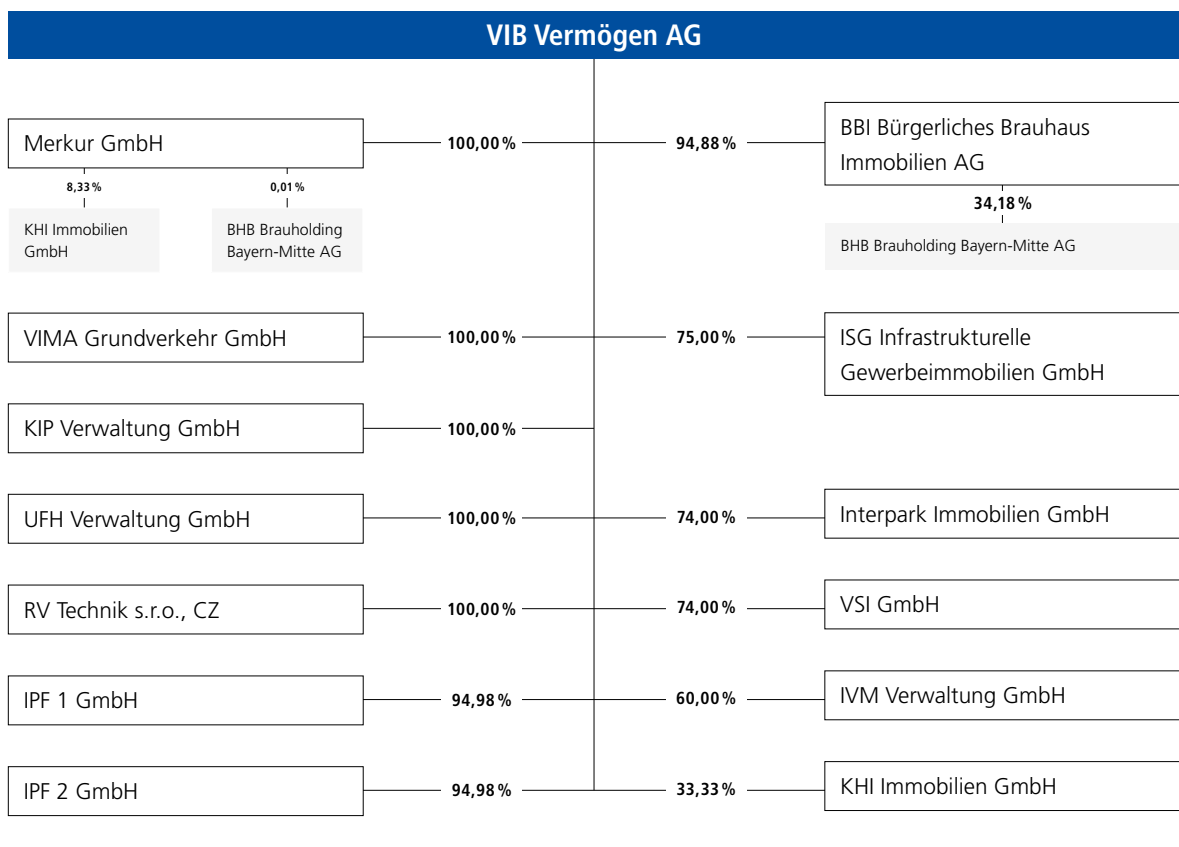 VIB Vermögen AG
Merkur GmbH
100,00 %
94,88 %
BBI Bürgerliches Brauhaus
Immobilien AG
8,33 %
0,01 %
34,18 %
KHI Immobilien
GmbH
BHB Brauholding
Bayern-Mitte AG
BHB Brauholding Bayern-Mitte AG
VIMA Grundverkehr GmbH
100,00 %
75,00 %
ISG Infrastrukturelle
Gewerbeimmobilien GmbH
KIP Verwaltung GmbH
100,00 %
UFH Verwaltung GmbH
100,00 %
74,00 %
Interpark Immobilien GmbH
RV Technik s.r.o., CZ
100,00 %
74,00 %
VSI GmbH
IPF 1 GmbH
94,98 %
60,00 %
IVM Verwaltung GmbH
IPF 2 GmbH
94,98 %
33,33 %
KHI Immobilien GmbH